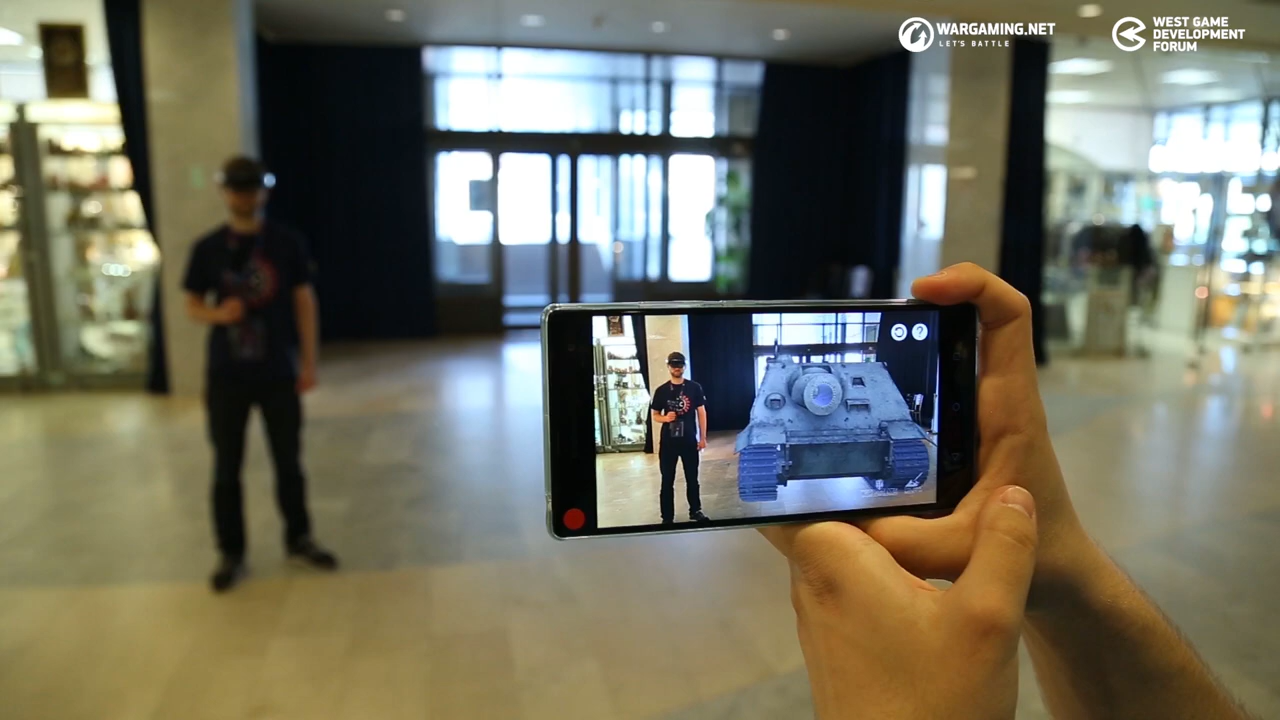 WARGAMING.NET
LET'S BATTLE
WEST GAME
DEVELOPMENT
FORUM
?